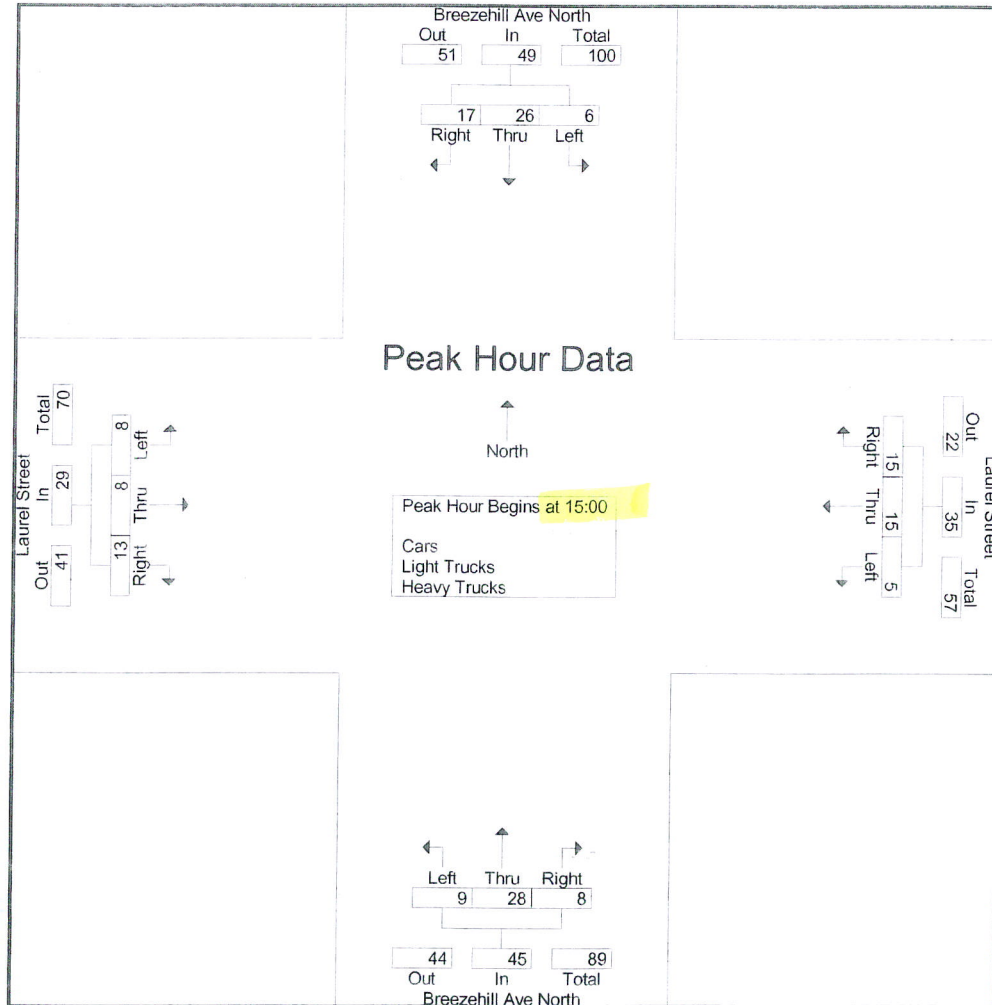 Breezehill Ave North
Out In Total
51 49 100
17 26 6
Right Thru Left
Peak Hour Data
North
Peak Hour Begins at 15:00
Cars
Light Trucks
Heavy Trucks
Laurel Street
Out In Total
41 29 70
Left Thru Right
8 8 13
Laurel Street
Out In Total
22 35 57
Right Thru Left
15 15 5
Left Thru Right
9 28 8
44 45 89
Out In Total
Breezehill Ave North